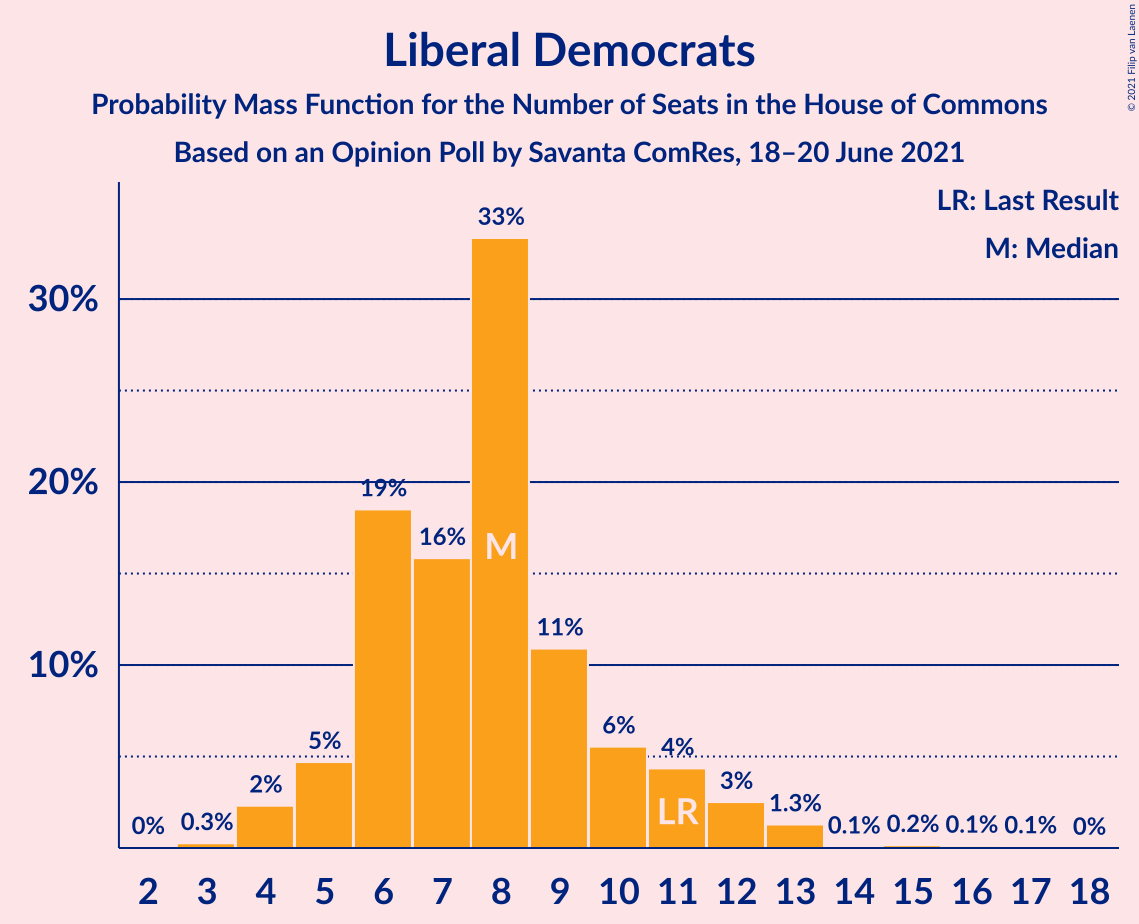 Liberal Democrats
Probability Mass Function for the Number of Seats in the House of Commons
Based on an Opinion Poll by Savanta ComRes, 18–20 June 2021
© 2021 Filip van Laenen
LR: Last Result
M: Median
30%
20%
10%
0%
0.3%
2%
5%
19%
16%
33%
11%
6%
4%
3%
1.3%
0.1%
0.2%
0.1%
0.1%
0%
M
LR
2 3 4 5 6 7 8 9 10 11 12 13 14 15 16 17 18